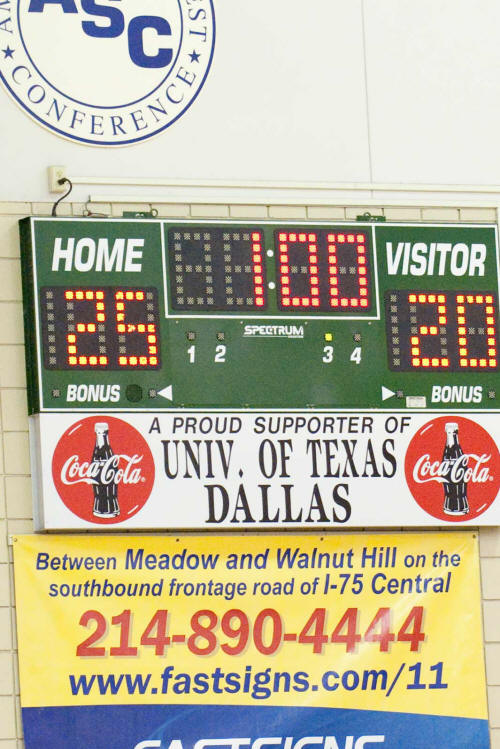 ASC
CONFERENCE
HOME 1:00 VISITOR
25 20
SPECTRUM
1 2 3 4
BONUS BONUS
A PROUD SUPPORTER OF
Coca-Cola UNIV. OF TEXAS Coca-Cola
DALLAS
Between Meadow and Walnut Hill on the
southbound frontage road of I-75 Central
214-890-4444
www.fastsigns.com/11
FASTSIGNS